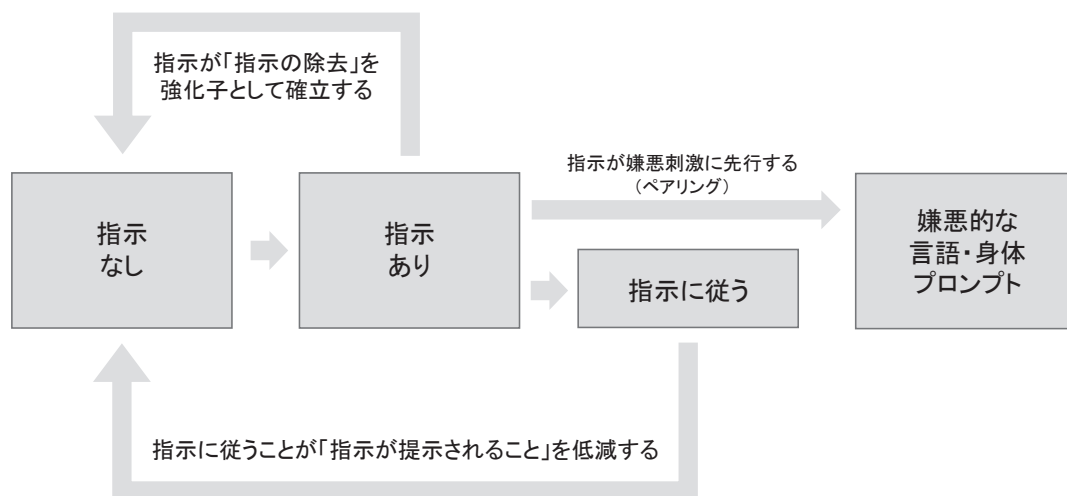 指示が「指示の除去」を
強化子として確立する
指示が嫌悪刺激に先行する
（ペアリング）
指示
なし
指示
あり
指示に従う
嫌悪的な
言語・身体
プロンプト
指示に従うことが「指示が提示されること」を低減する